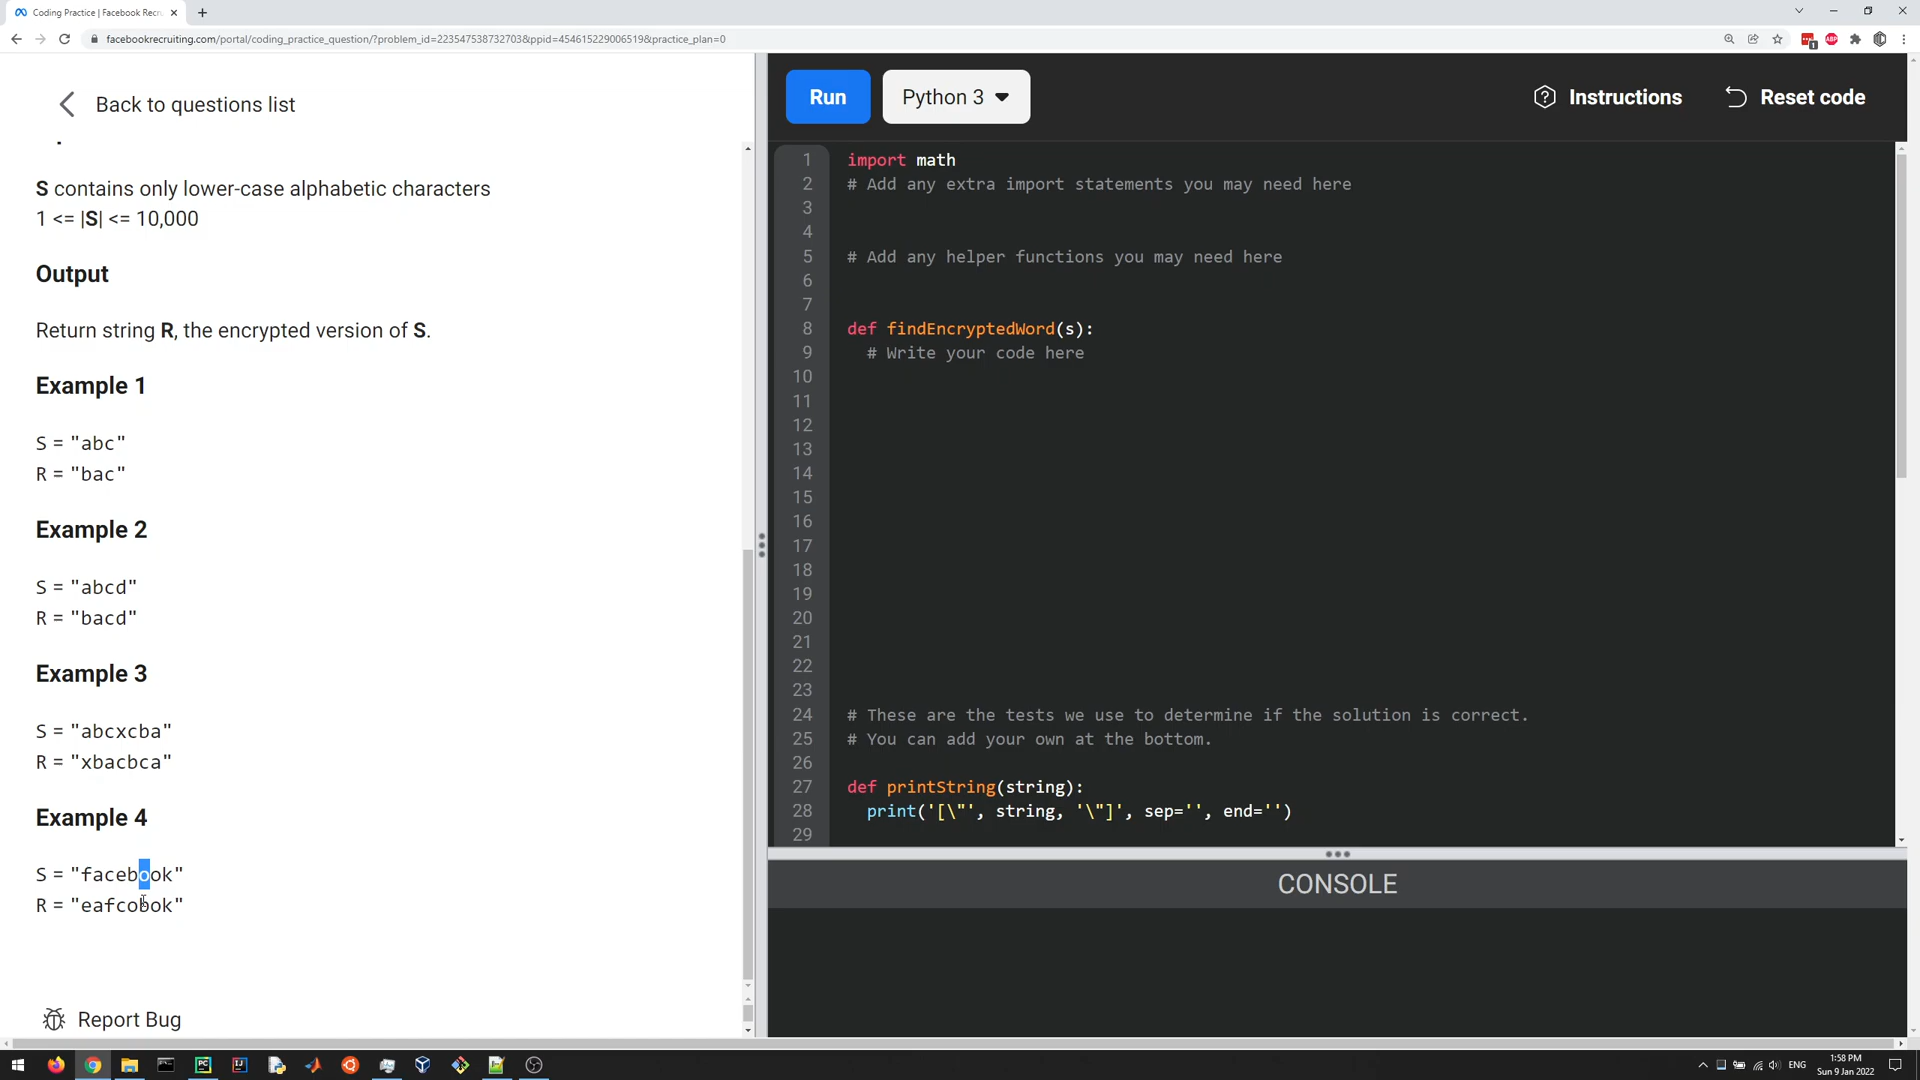 Coding Practice | Facebook Recru
facebookrecruiting.com/portal/coding_practice_question/?problem_id=223547538732703&ppid=454615229006519&practice_plan=0
1
ABP
Back to questions list
S contains only lower-case alphabetic characters
1 <= |S| <= 10,000
Output
Return string R, the encrypted version of S.
Example 1
S = "abc"
R = "bac"
Example 2
S = "abcd"
R = "bacd"
Example 3
S = "abcxcba"
R = "xbacbca"
Example 4
S = "facebook"
R = "eafcobok"
Report Bug
Run
Python 3
Instructions
Reset code
1 import math
2 # Add any extra import statements you may need here
3
4
5 # Add any helper functions you may need here
6
7
8 def findEncryptedWord(s):
9 # Write your code here
10
11
12
13
14
15
16
17
18
19
20
21
22
23
24 # These are the tests we use to determine if the solution is correct.
25 # You can add your own at the bottom.
26
27 def printString(string):
28 print('[\"', string, '\"]', sep='', end='')
29
CONSOLE
ENG
1:58 PM
Sun 9 Jan 2022